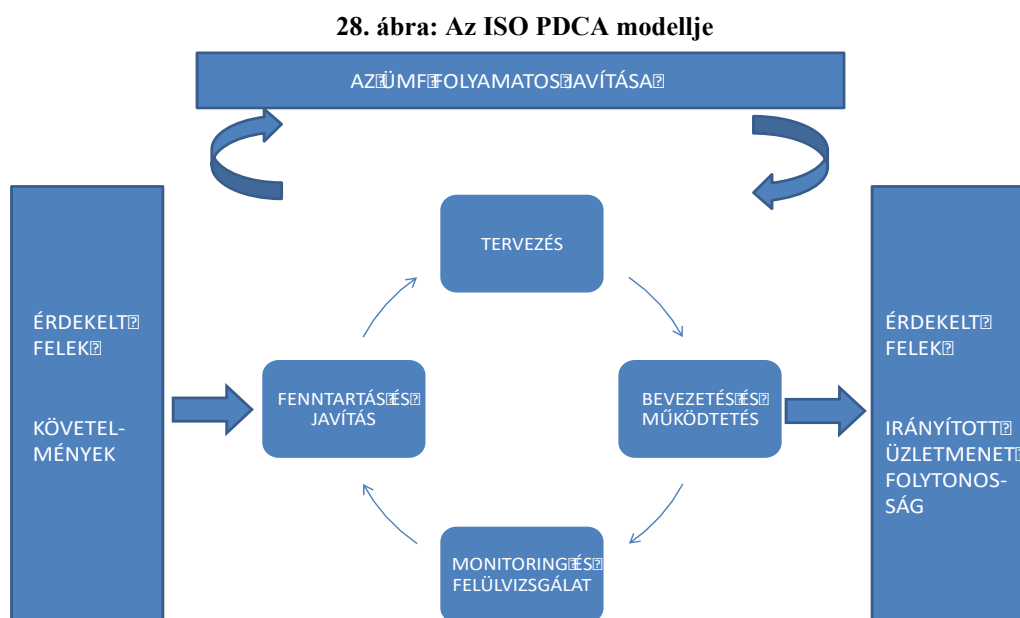 28. ábra: Az ISO PDCA modellje
AZ ÜMF FOLYAMATOS JAVÍTÁSA
TERVEZÉS
ÉRDEKELT
FELEK
KÖVETEL-
MÉNYEK
FENNTARTÁS ÉS
JAVÍTÁS
BEVEZETÉS ÉS
MŰKÖDTETÉS
ÉRDEKELT
FELEK
IRÁNYÍTOTT
ÜZLETMENET
FOLYTONOS-
SÁG
MONITORING ÉS
FELÜLVIZSGÁLAT